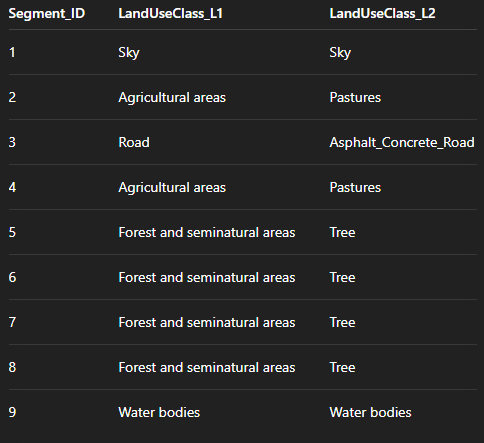 Segment_ID LandUseClass_L1 LandUseClass_L2
1 Sky Sky
2 Agricultural areas Pastures
3 Road Asphalt_Concrete_Road
4 Agricultural areas Pastures
5 Forest and seminatural areas Tree
6 Forest and seminatural areas Tree
7 Forest and seminatural areas Tree
8 Forest and seminatural areas Tree
9 Water bodies Water bodies